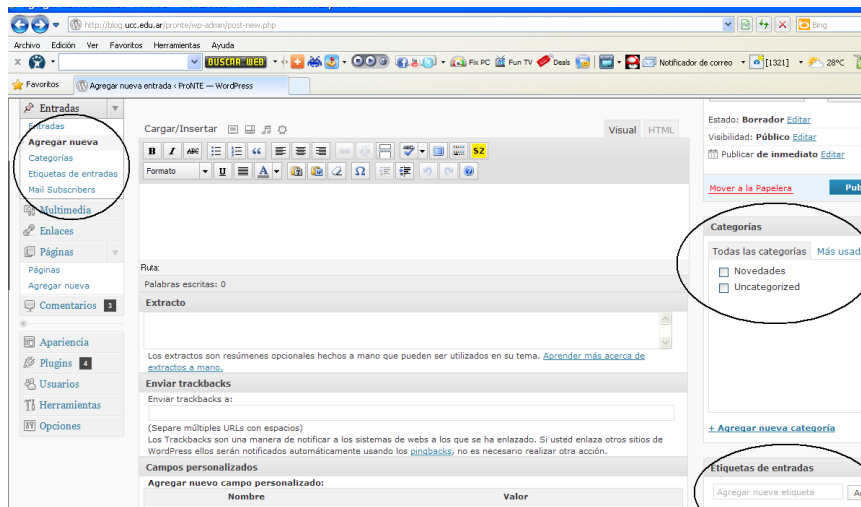 http://blog.ucc.edu.ar/pronte/wp-admin/post-new.php
Bing
Archivo Edición Ver Favoritos Herramientas Ayuda
BUSCAR WEB Fix PC Fun TV Deals Notificador de correo [1321] 28°C
Favoritos Agregar nueva entrada ‹ ProNTE — WordPress
Entradas
Entradas
Agregar nueva
Categorías
Etiquetas de entradas
Mail Subscribers
Multimedia
Enlaces
Páginas
Páginas
Agregar nueva
Comentarios 3
Apariencia
Plugins 4
Usuarios
Herramientas
Opciones
Cargar/Insertar Visual HTML
B I ABC S2
Formato U A Ω
Ruta:
Palabras escritas: 0
Extracto
Los extractos son resúmenes opcionales hechos a mano que pueden ser utilizados en su tema. Aprender más acerca de
extractos a mano.
Enviar trackbacks
Enviar trackbacks a:
(Separe múltiples URLs con espacios)
Los Trackbacks son una manera de notificar a los sistemas de webs a los que se ha enlazado. Si usted enlaza otros sitios de
WordPress ellos serán notificados automáticamente usando los pingbacks, no es necesario realizar otra acción.
Campos personalizados
Agregar nuevo campo personalizado:
Nombre Valor
Estado: Borrador Editar
Visibilidad: Público Editar
Publicar de inmediato Editar
Mover a la Papelera Pub
Categorías
Todas las categorías Más usad
Novedades
Uncategorized
+ Agregar nueva categoría
Etiquetas de entradas
Agregar nueva etiqueta